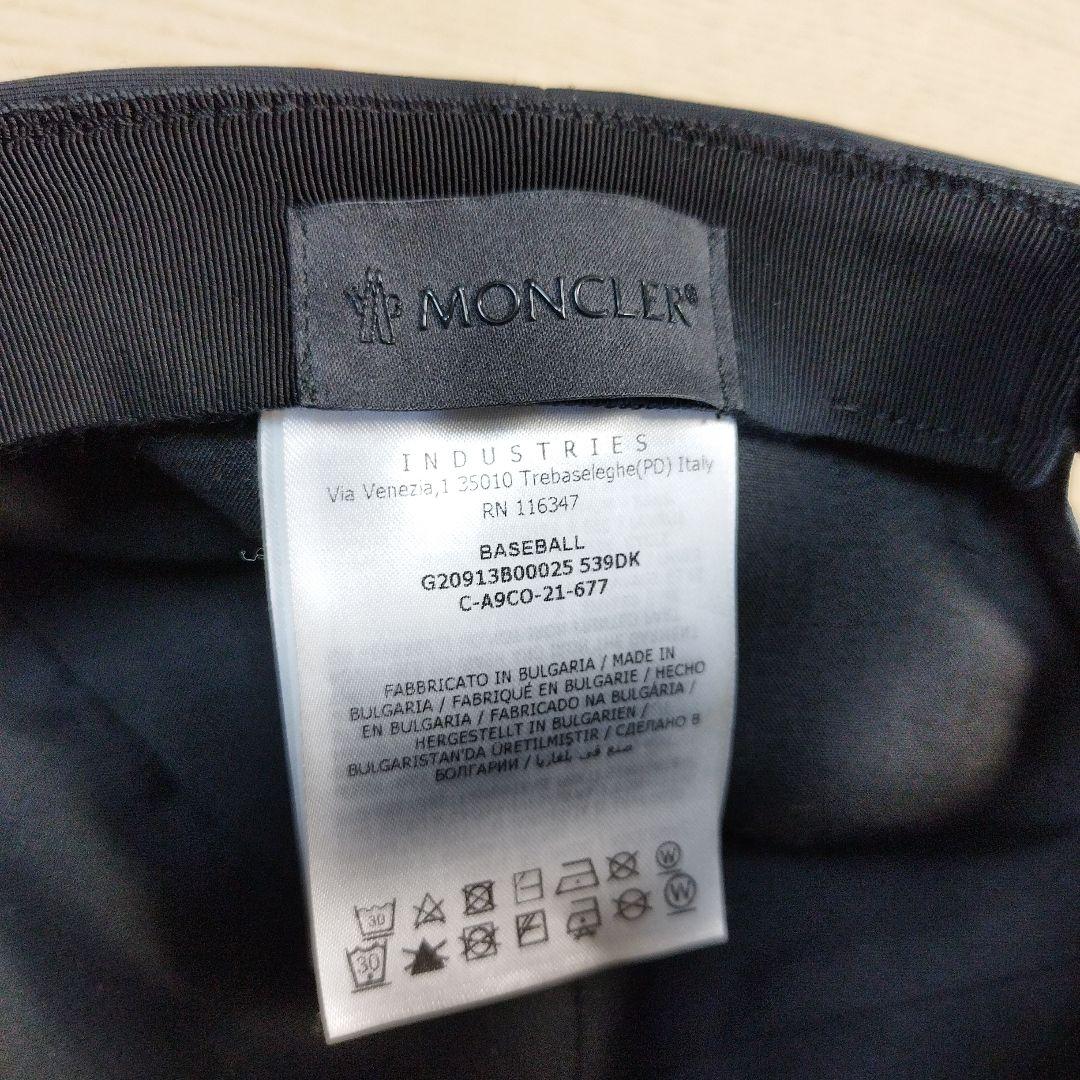 MONCLER®
INDUSTRIES
Via Venezia,1 35010 Trebaseleghe(PD) Italy
RN 116347
BASEBALL
G20913B00025 539DK
C-A9CO-21-677
FABBRICATO IN BULGARIA / MADE IN
BULGARIA / FABRIQUÉ EN BULGARIE / HECHO
EN BULGARIA / FABRICADO NA BULGÁRIA /
HERGESTELLT IN BULGARIEN /
BULGARISTAN'DA ÜRETILMIŞTIR / СДЕЛАНО В
БОЛГАРИИ / صنع في بلغاريا
30 W
30 W